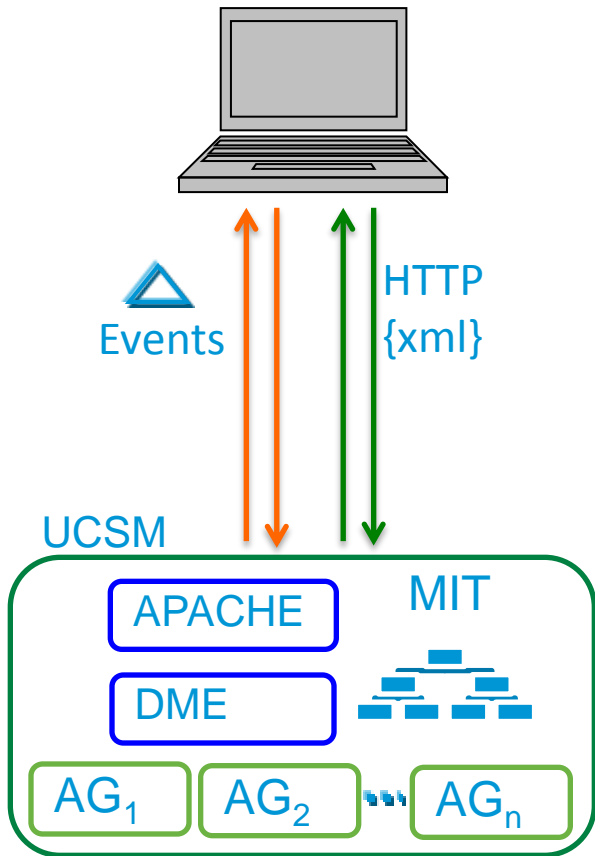 Events
HTTP
{xml}
UCSM
APACHE
MIT
DME
AG1
AG2
AGn